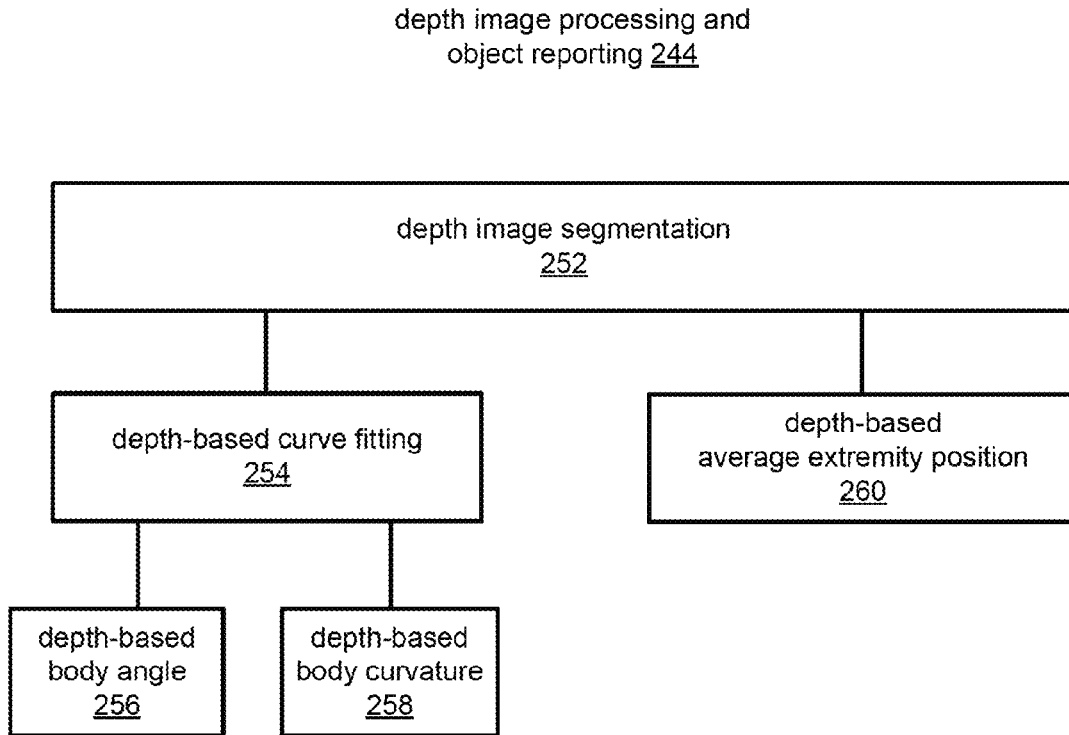 depth image processing and
object reporting 244
depth image segmentation
252
depth-based curve fitting
254
depth-based
average extremity position
260
depth-based
body angle
256
depth-based
body curvature
258